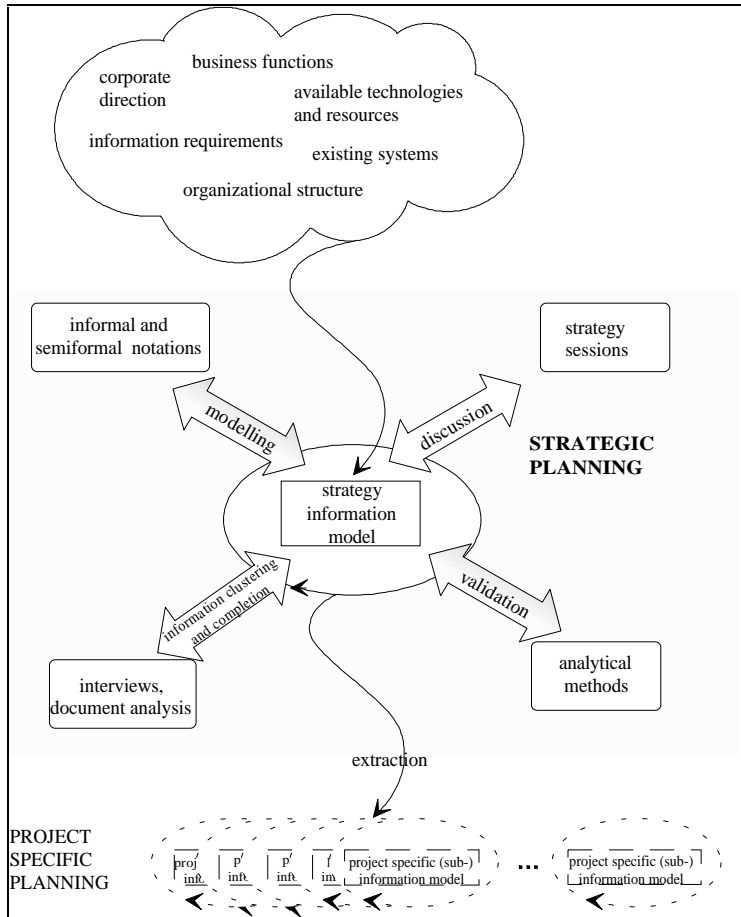 business functions
corporate
direction
available technologies
and resources
information requirements
existing systems
organizational structure
informal and
semiformal notations
strategy
sessions
modelling
discussion
STRATEGIC
PLANNING
strategy
information
model
information clustering
and completion
validation
interviews,
document analysis
analytical
methods
extraction
PROJECT
SPECIFIC
PLANNING
project specific (sub-)
information model
...
project specific (sub-)
information model